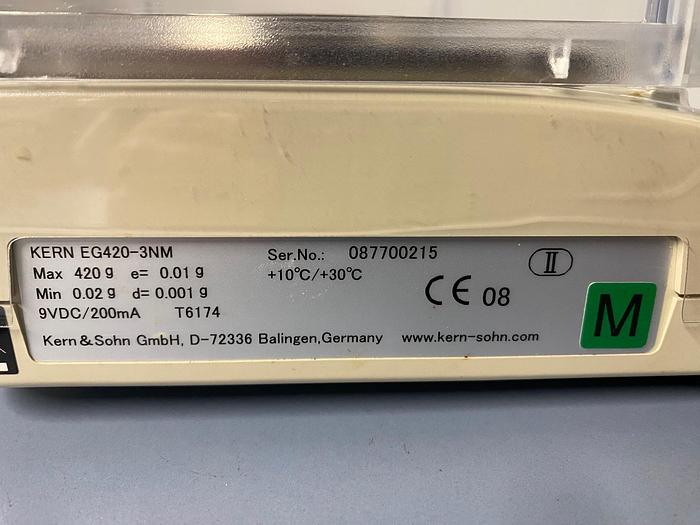 KERN EG420-3NM
Ser.No.: 087700215
Max 420 g e= 0.01 g
+10°C/+30°C
II
Min 0.02 g d= 0.001 g
CE 08
9VDC/200mA T6174
M
Kern & Sohn GmbH, D-72336 Balingen,Germany www.kern-sohn.com